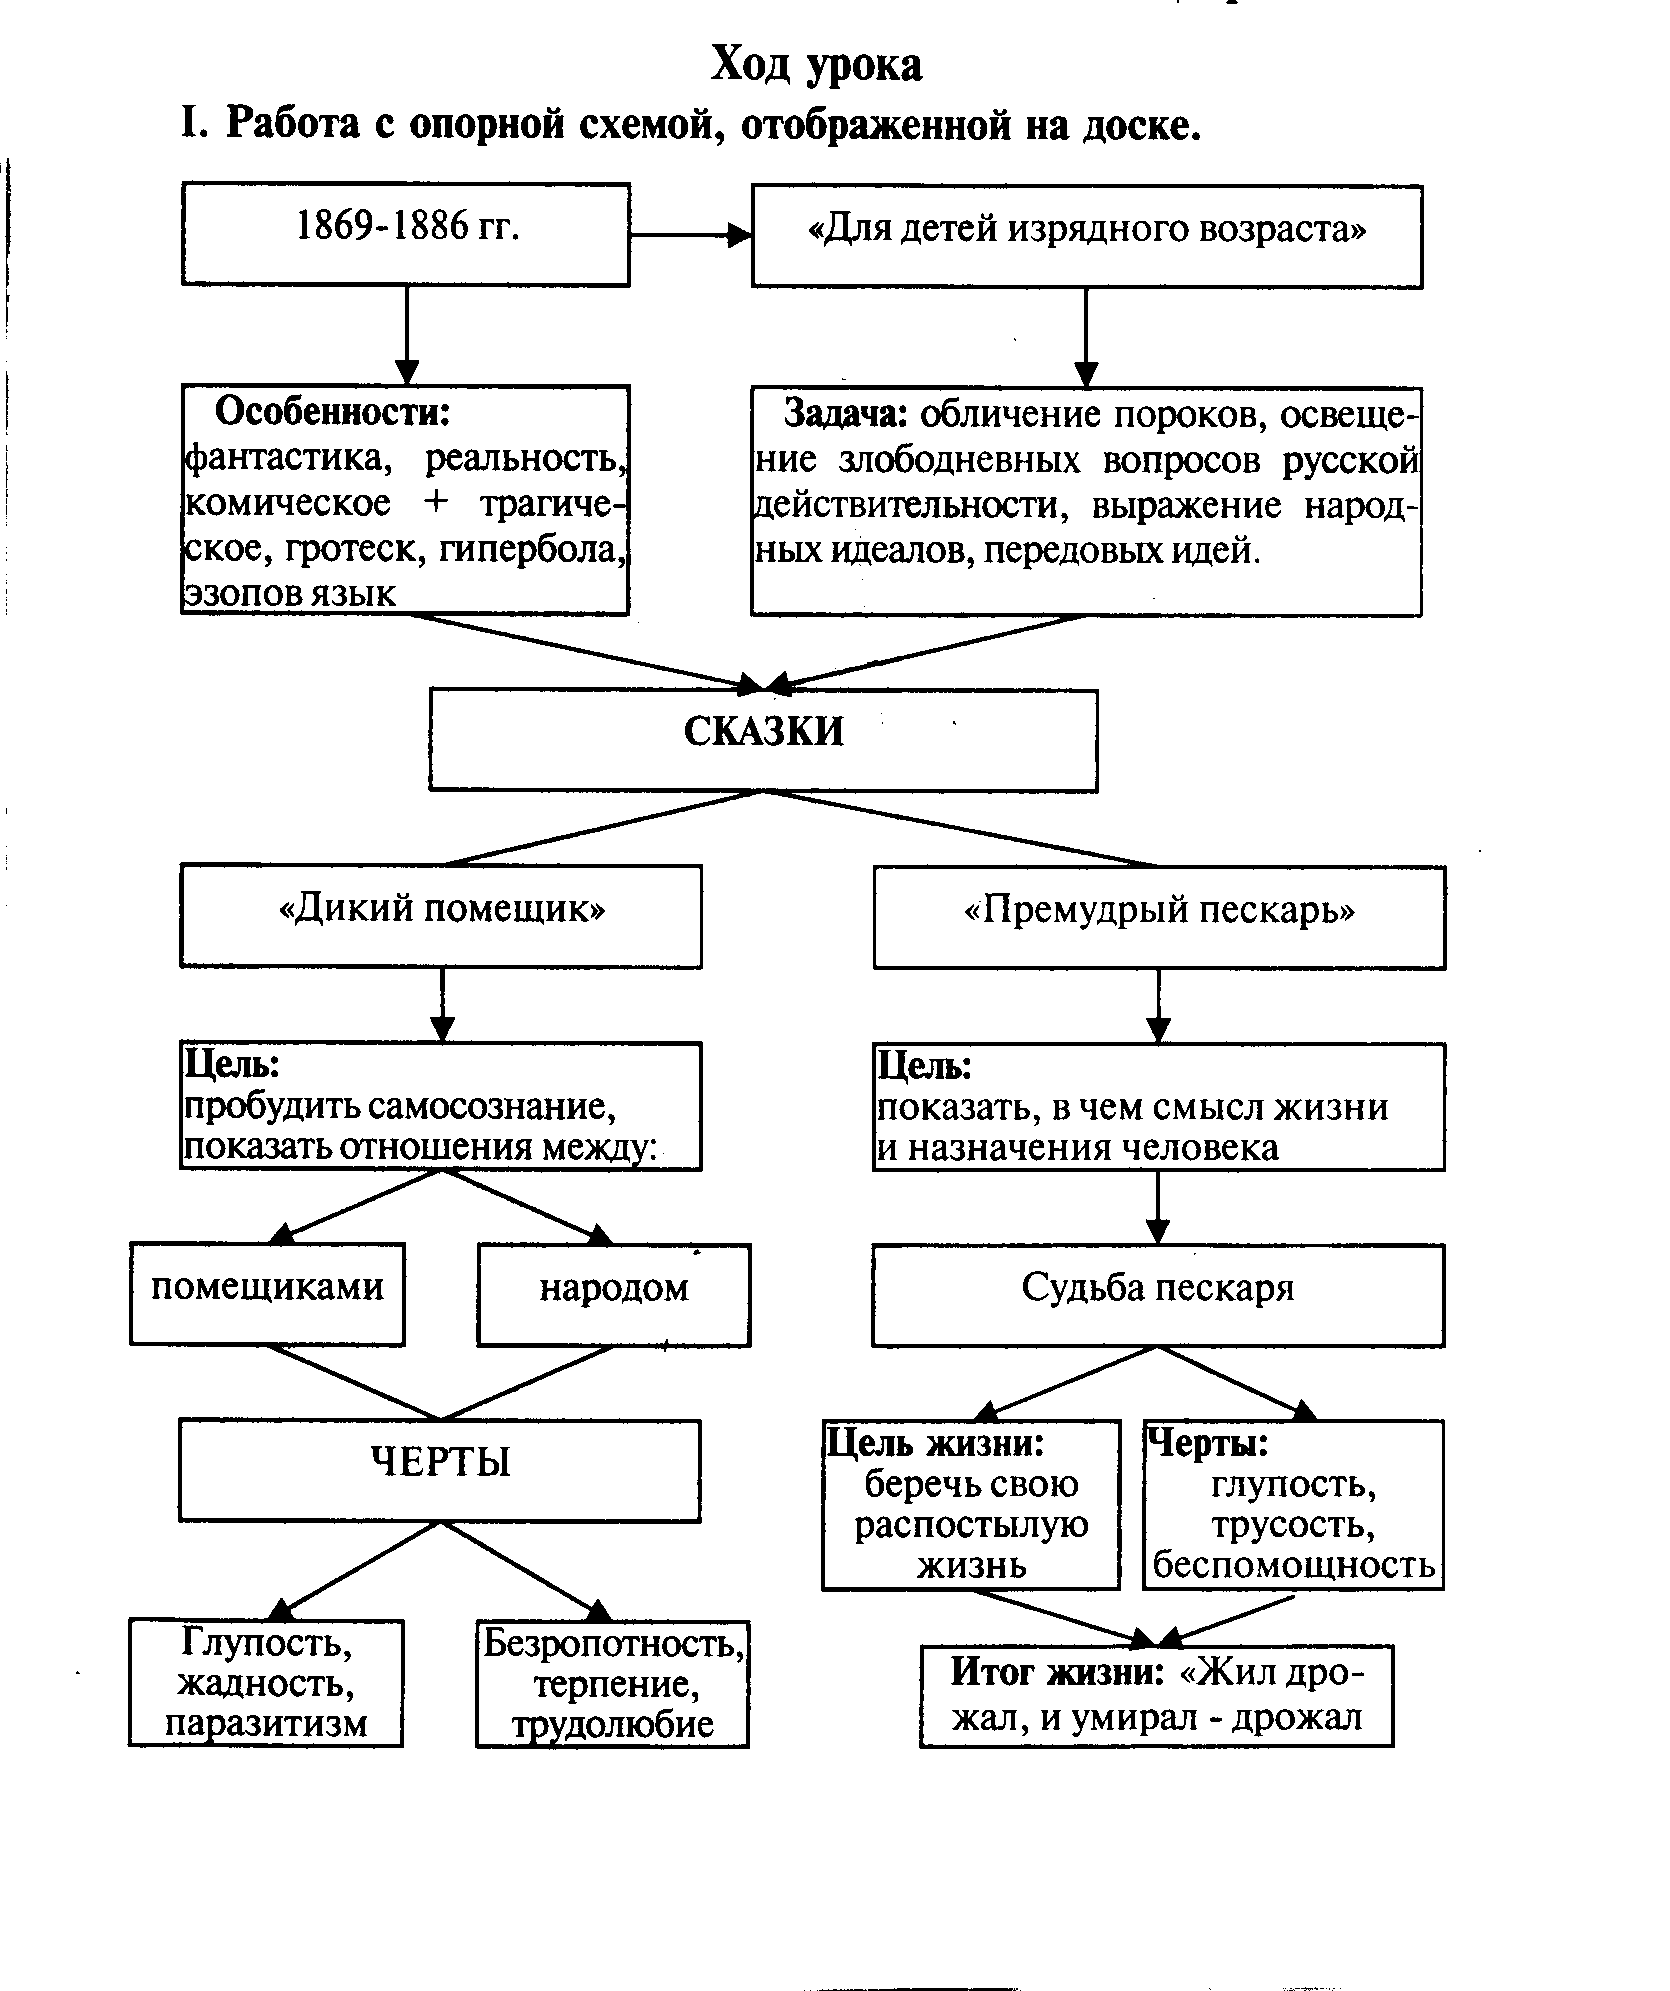 Ход урока
I. Работа с опорной схемой, отображенной на доске.
1869-1886 гг.
«Для детей изрядного возраста»
Особенности:
фантастика, реальность,
комическое + трагиче-
ское, гротеск, гипербола,
эзопов язык
Задача: обличение пороков, освеще-
ние злободневных вопросов русской
действительности, выражение народ-
ных идеалов, передовых идей.
СКАЗКИ
«Дикий помещик»
«Премудрый пескарь»
Цель:
пробудить самосознание,
показать отношения между:
Цель:
показать, в чем смысл жизни
и назначения человека
помещиками
народом
Судьба пескаря
ЧЕРТЫ
Цель жизни:
беречь свою
распостылую
жизнь
Черты:
глупость,
трусость,
беспомощность
Глупость,
жадность,
паразитизм
Безропотность,
терпение,
трудолюбие
Итог жизни: «Жил дро-
жал, и умирал - дрожал